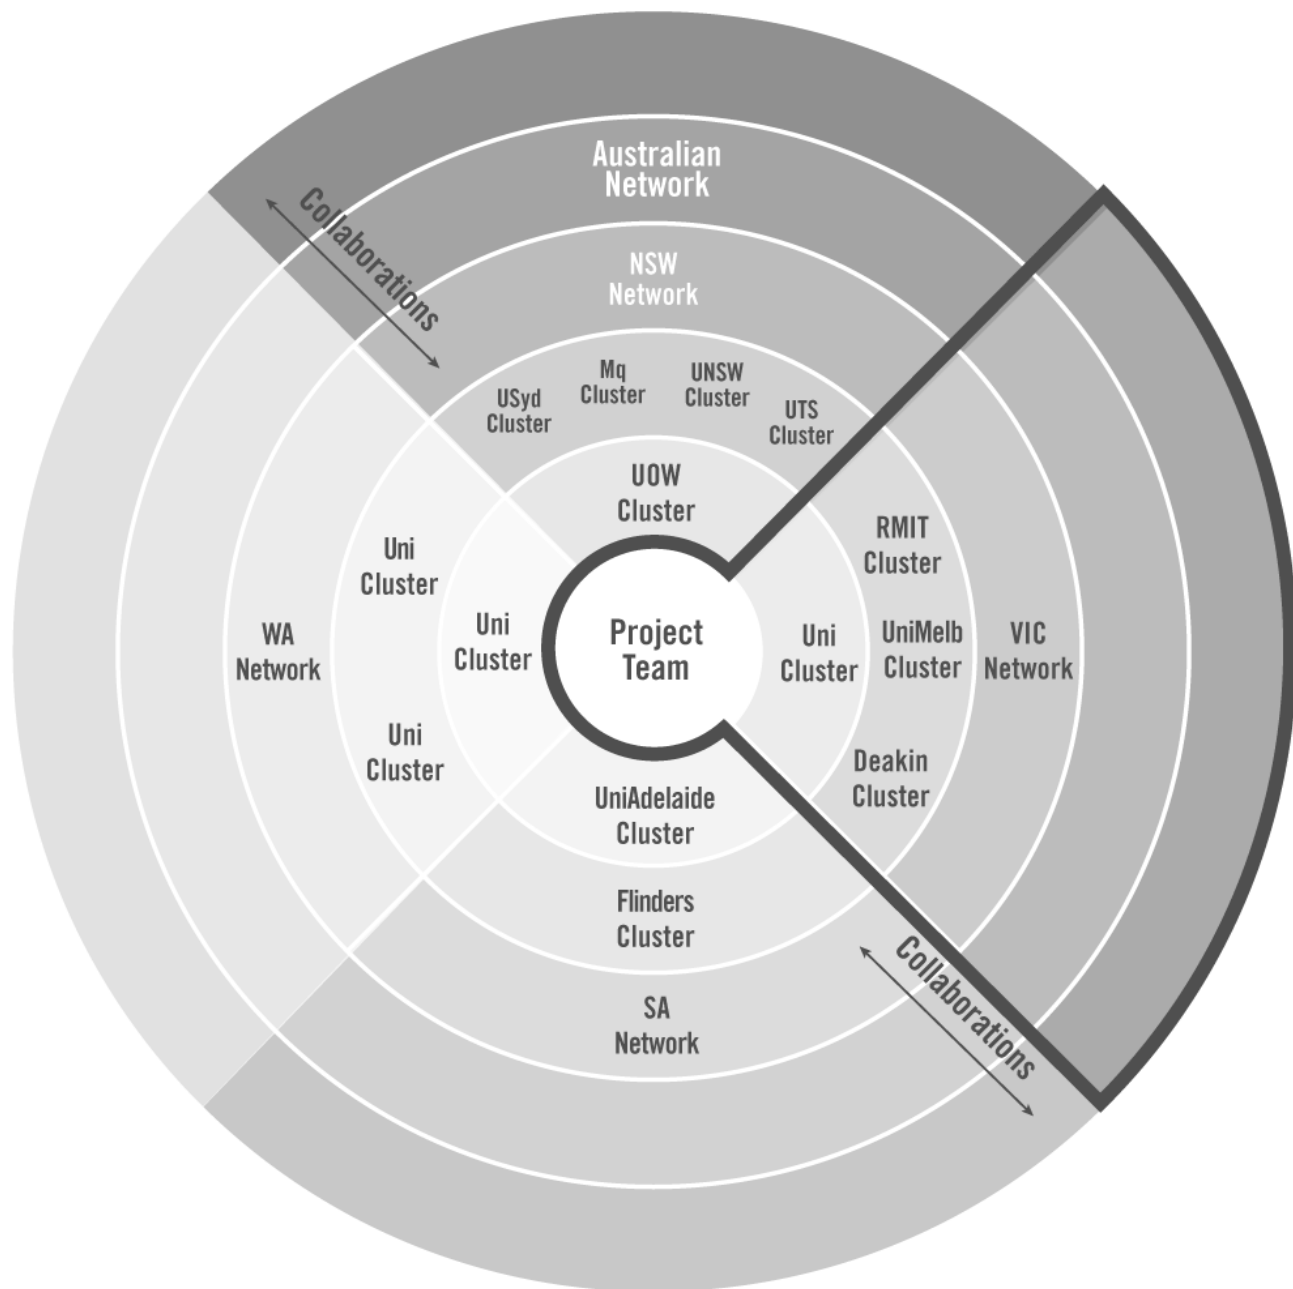 Australian
Network
Collaborations
NSW
Network
USyd
Cluster
Mq
Cluster
UNSW
Cluster
UTS
Cluster
UOW
Cluster
RMIT
Cluster
Uni
Cluster
WA
Network
Uni
Cluster
Project
Team
Uni
Cluster
UniMelb
Cluster
VIC
Network
Uni
Cluster
Deakin
Cluster
UniAdelaide
Cluster
Flinders
Cluster
Collaborations
SA
Network